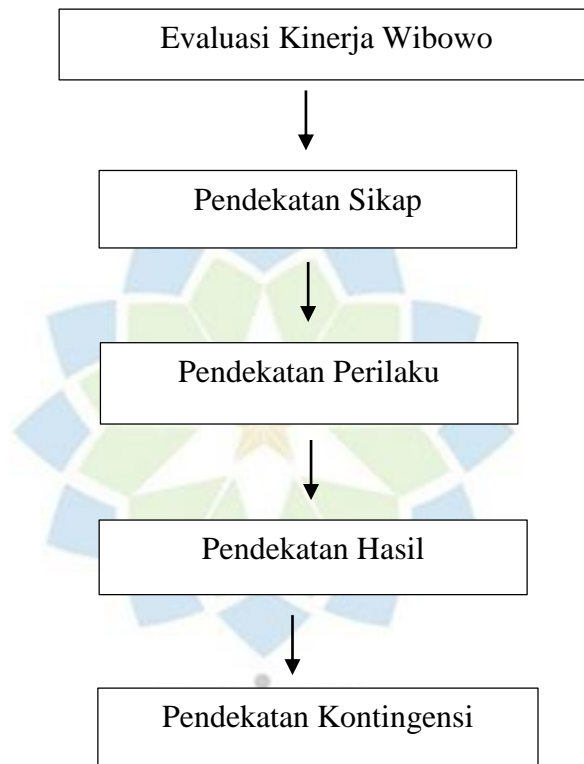 Evaluasi Kinerja Wibowo
Pendekatan Sikap
Pendekatan Perilaku
Pendekatan Hasil
Pendekatan Kontingensi